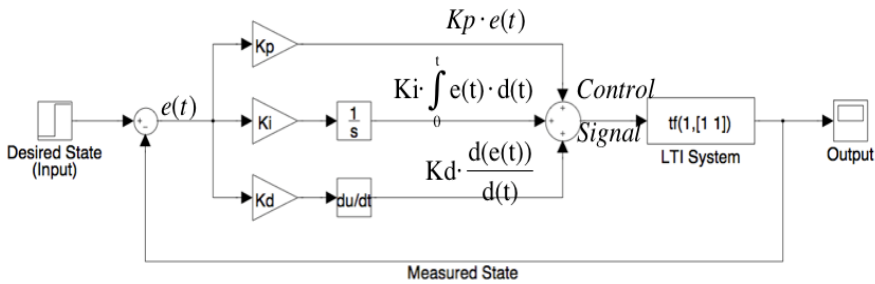 Kp·e(t)
Kp
t
Ki·∫e(t)·d(t)
0
Control
Signal
e(t)
+
-
Ki
1
s
+
+
+
tf(1,[1 1])
LTI System
Desired State
(Input)
Output
Kd·
d(e(t))
d(t)
Kd
du/dt
Measured State